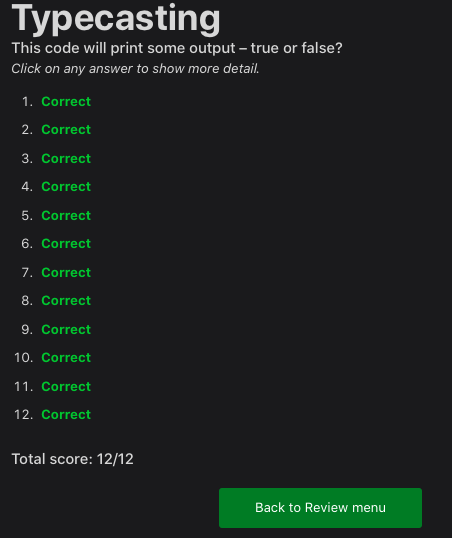 Typecasting
This code will print some output – true or false?
Click on any answer to show more detail.
1. Correct
2. Correct
3. Correct
4. Correct
5. Correct
6. Correct
7. Correct
8. Correct
9. Correct
10. Correct
11. Correct
12. Correct
Total score: 12/12
Back to Review menu